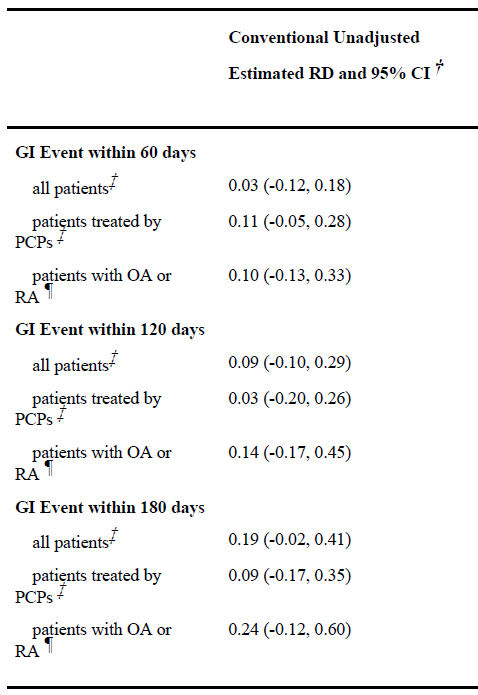 Conventional Unadjusted
Estimated RD and 95% CI †
GI Event within 60 days
all patients‡ 0.03 (-0.12, 0.18)
patients treated by 0.11 (-0.05, 0.28)
PCPs ‡
patients with OA or 0.10 (-0.13, 0.33)
RA ¶
GI Event within 120 days
all patients‡ 0.09 (-0.10, 0.29)
patients treated by 0.03 (-0.20, 0.26)
PCPs ‡
patients with OA or 0.14 (-0.17, 0.45)
RA ¶
GI Event within 180 days
all patients‡ 0.19 (-0.02, 0.41)
patients treated by 0.09 (-0.17, 0.35)
PCPs ‡
patients with OA or 0.24 (-0.12, 0.60)
RA ¶